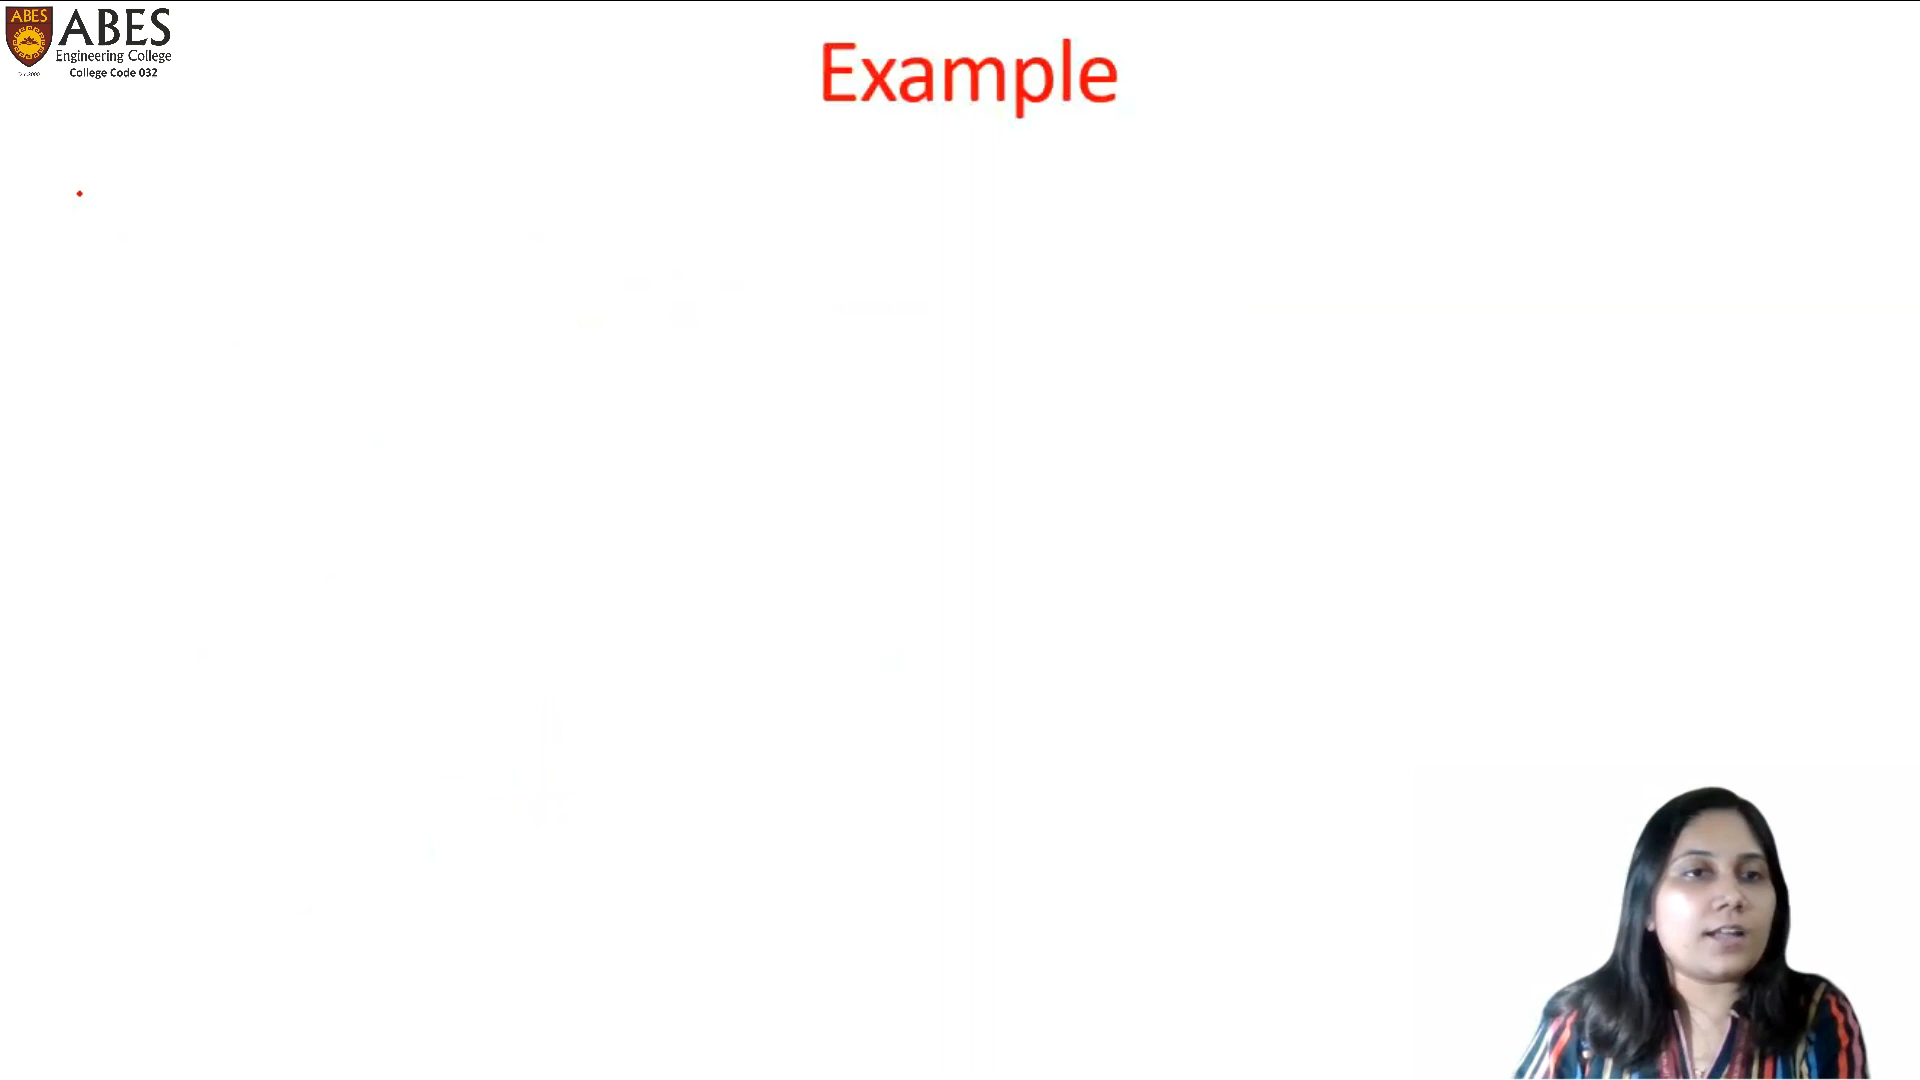 ABES
ABES
Engineering College
College Code 032
Example